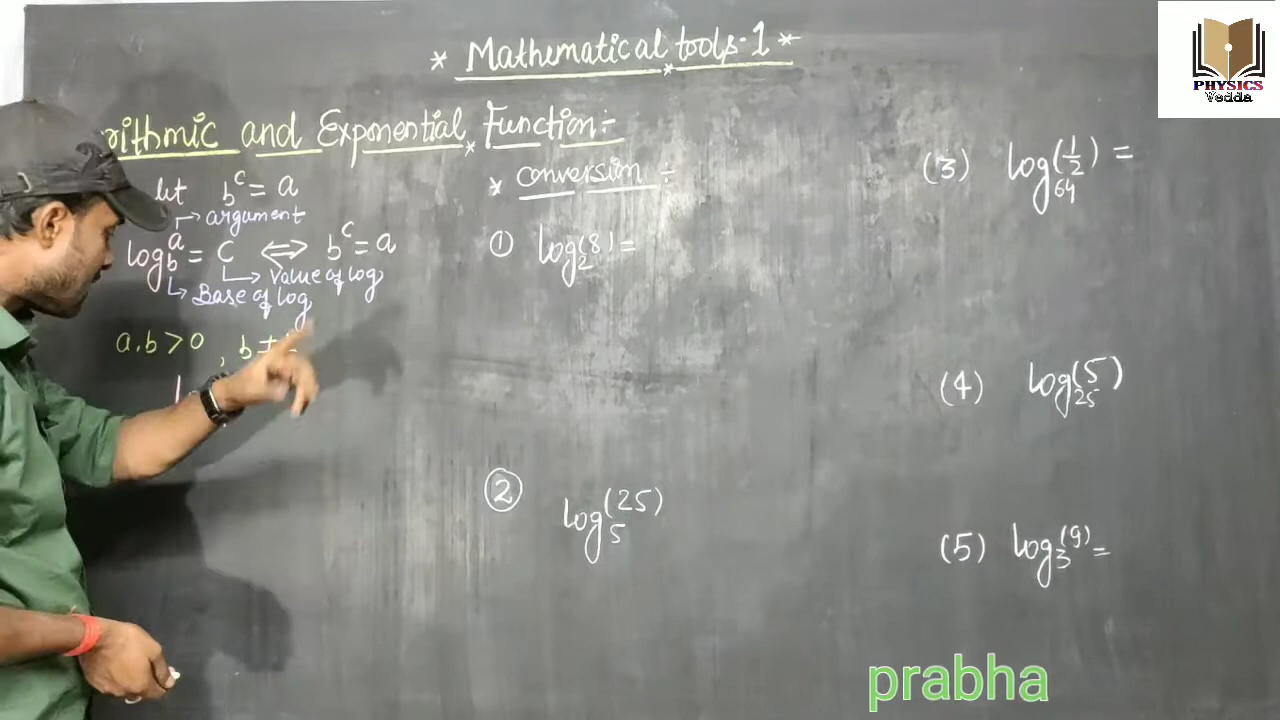 * Mathematical tools-1 *
rithmic and Exponential Function:-
let b^c = a
argument
log_b^a = C ⇔ b^c = a
Value of log
Base of log
a.b > 0 , b ≠
* Conversion :-
① log_2(8) =
② log_5(25)
(3) log_64(1/2) =
(4) log_25(5)
(5) log_3(9) =
PHYSICS
Vedda
prabha